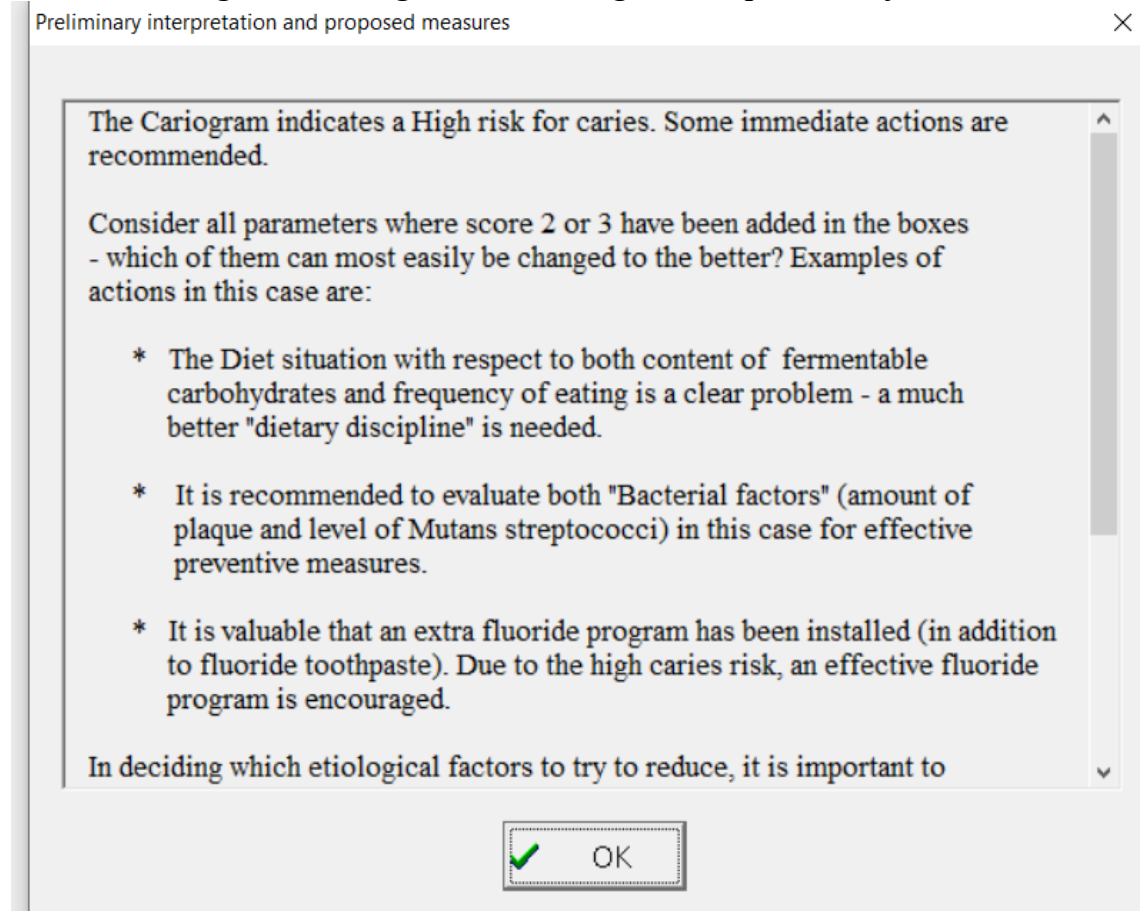 Preliminary interpretation and proposed measures
The Cariogram indicates a High risk for caries. Some immediate actions are
recommended.
Consider all parameters where score 2 or 3 have been added in the boxes
- which of them can most easily be changed to the better? Examples of
actions in this case are:
* The Diet situation with respect to both content of fermentable
carbohydrates and frequency of eating is a clear problem - a much
better "dietary discipline" is needed.
* It is recommended to evaluate both "Bacterial factors" (amount of
plaque and level of Mutans streptococci) in this case for effective
preventive measures.
* It is valuable that an extra fluoride program has been installed (in addition
to fluoride toothpaste). Due to the high caries risk, an effective fluoride
program is encouraged.
In deciding which etiological factors to try to reduce, it is important to
OK